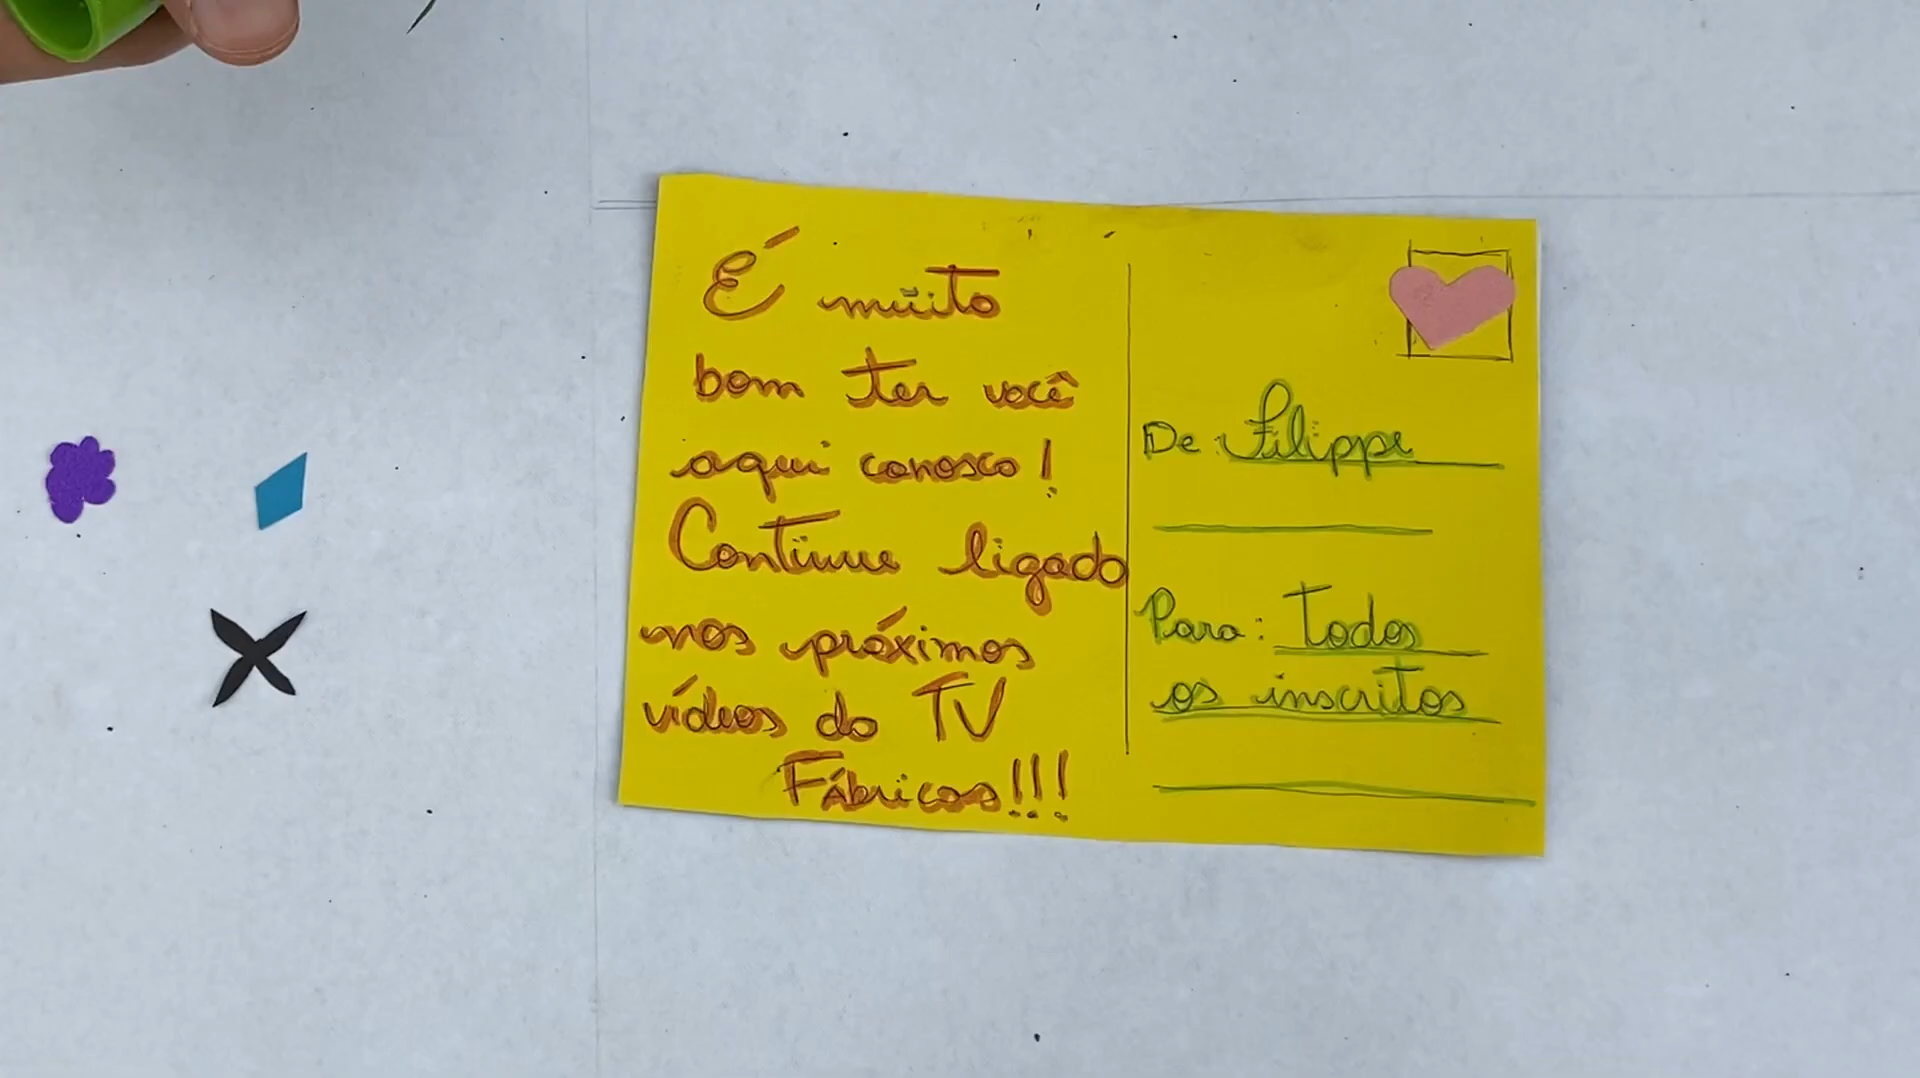 É muito
bom ter você
aqui conosco!
Continue ligado
nos próximos
vídeos do TV
Fábricas!!!
De: Filippe
Para: Todos
os inscritos